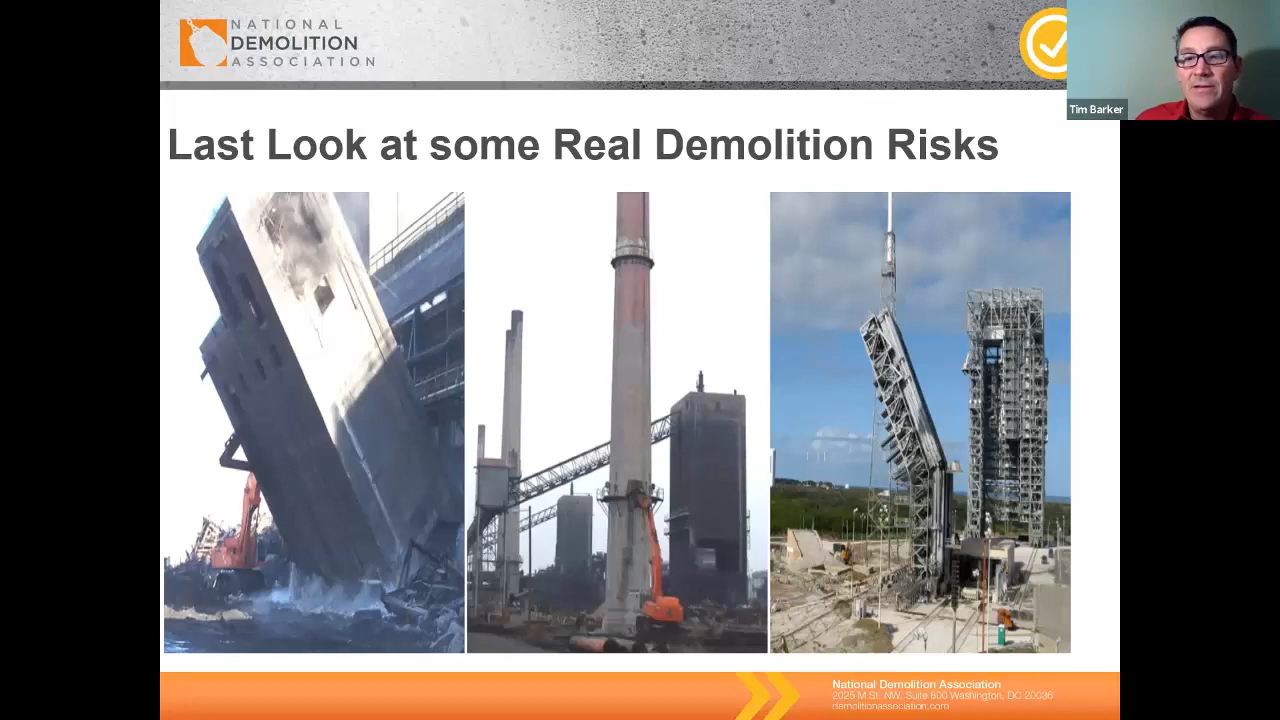 NATIONAL
DEMOLITION
ASSOCIATION
Tim Barker
Last Look at some Real Demolition Risks
National Demolition Association
2025 M St. NW, Suite 800 Washington, DC 20036
demolitionassociation.com